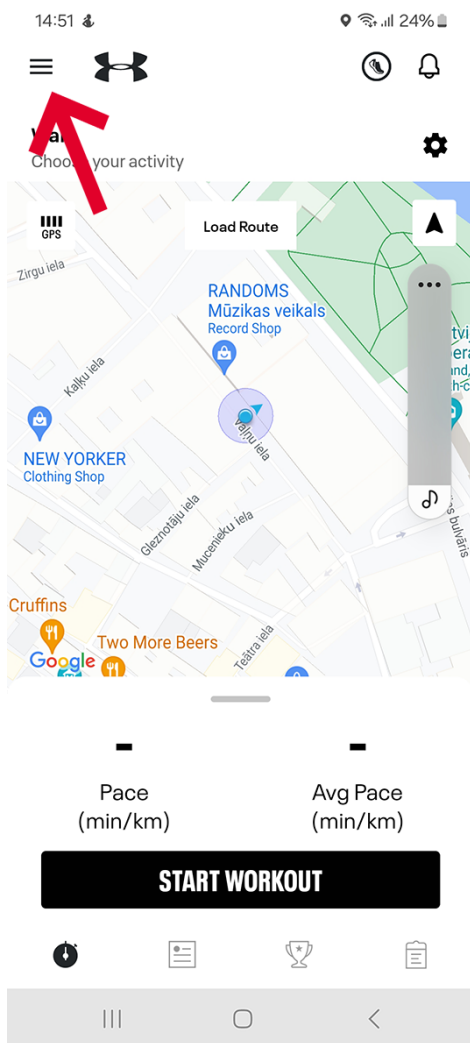 14:51
24%
Choose your activity
GPS
Load Route
Zirgu iela
RANDOMS
Mūzikas veikals
Record Shop
Kaļķu iela
NEW YORKER
Clothing Shop
Vaļņu iela
Gleznotāju iela
Mucenieku iela
Cruffins
Two More Beers
Google
Teātra iela
bulvāris
-
-
Pace
(min/km)
Avg Pace
(min/km)
START WORKOUT